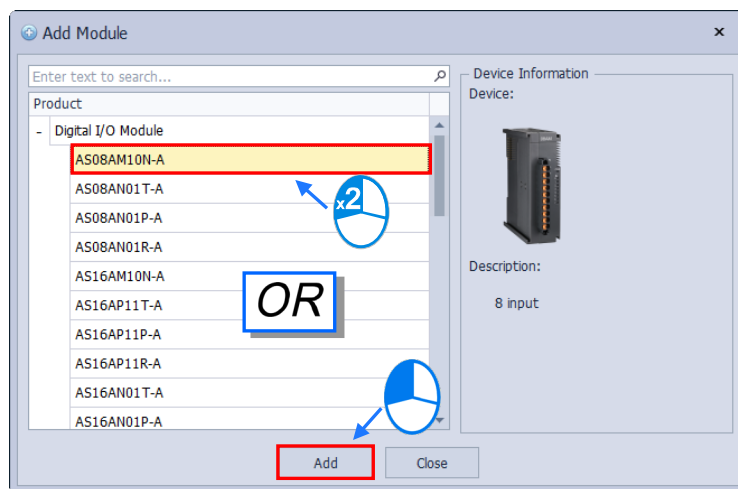 Add Module
Enter text to search...
Product
- Digital I/O Module
AS08AM10N-A
AS08AN01T-A
AS08AN01P-A
AS08AN01R-A
AS16AM10N-A
AS16AP11T-A
AS16AP11P-A
AS16AP11R-A
AS16AN01T-A
AS16AN01P-A
x2
OR
Device Information
Device:
Description:
8 input
Add
Close